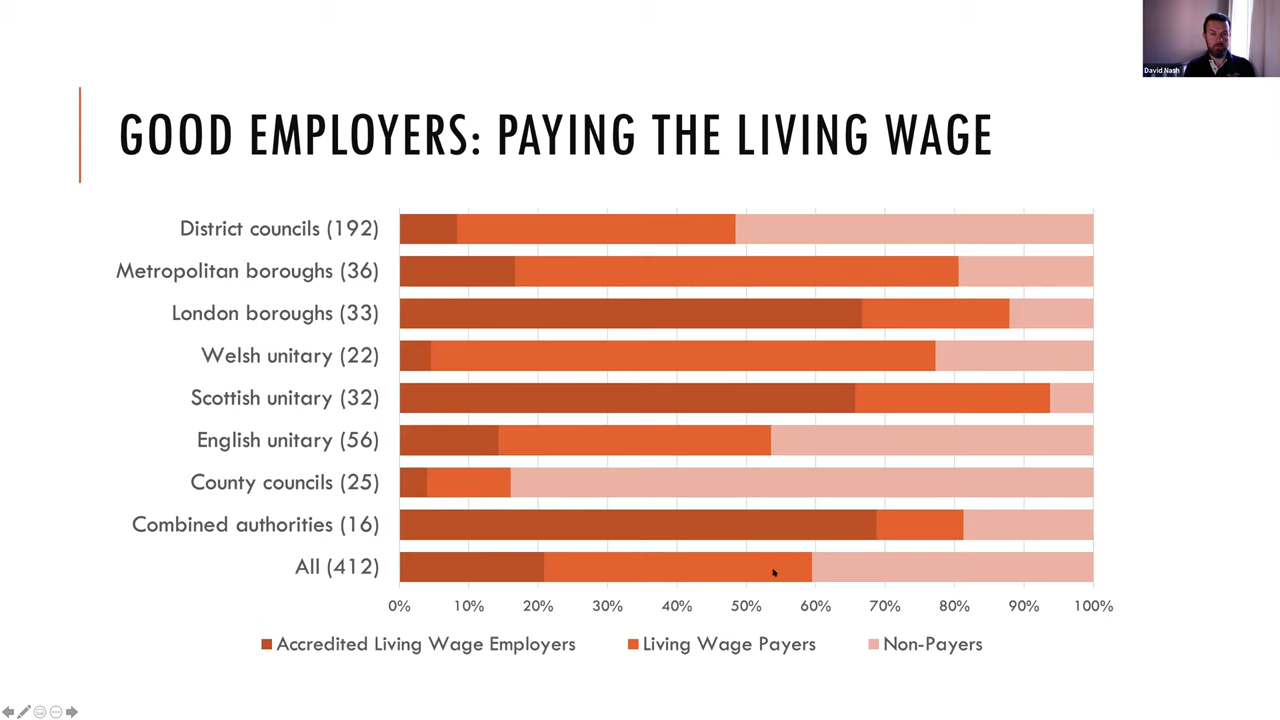 David Nash
GOOD EMPLOYERS: PAYING THE LIVING WAGE
District councils (192)
Metropolitan boroughs (36)
London boroughs (33)
Welsh unitary (22)
Scottish unitary (32)
English unitary (56)
County councils (25)
Combined authorities (16)
All (412)
0% 10% 20% 30% 40% 50% 60% 70% 80% 90% 100%
Accredited Living Wage Employers Living Wage Payers Non-Payers